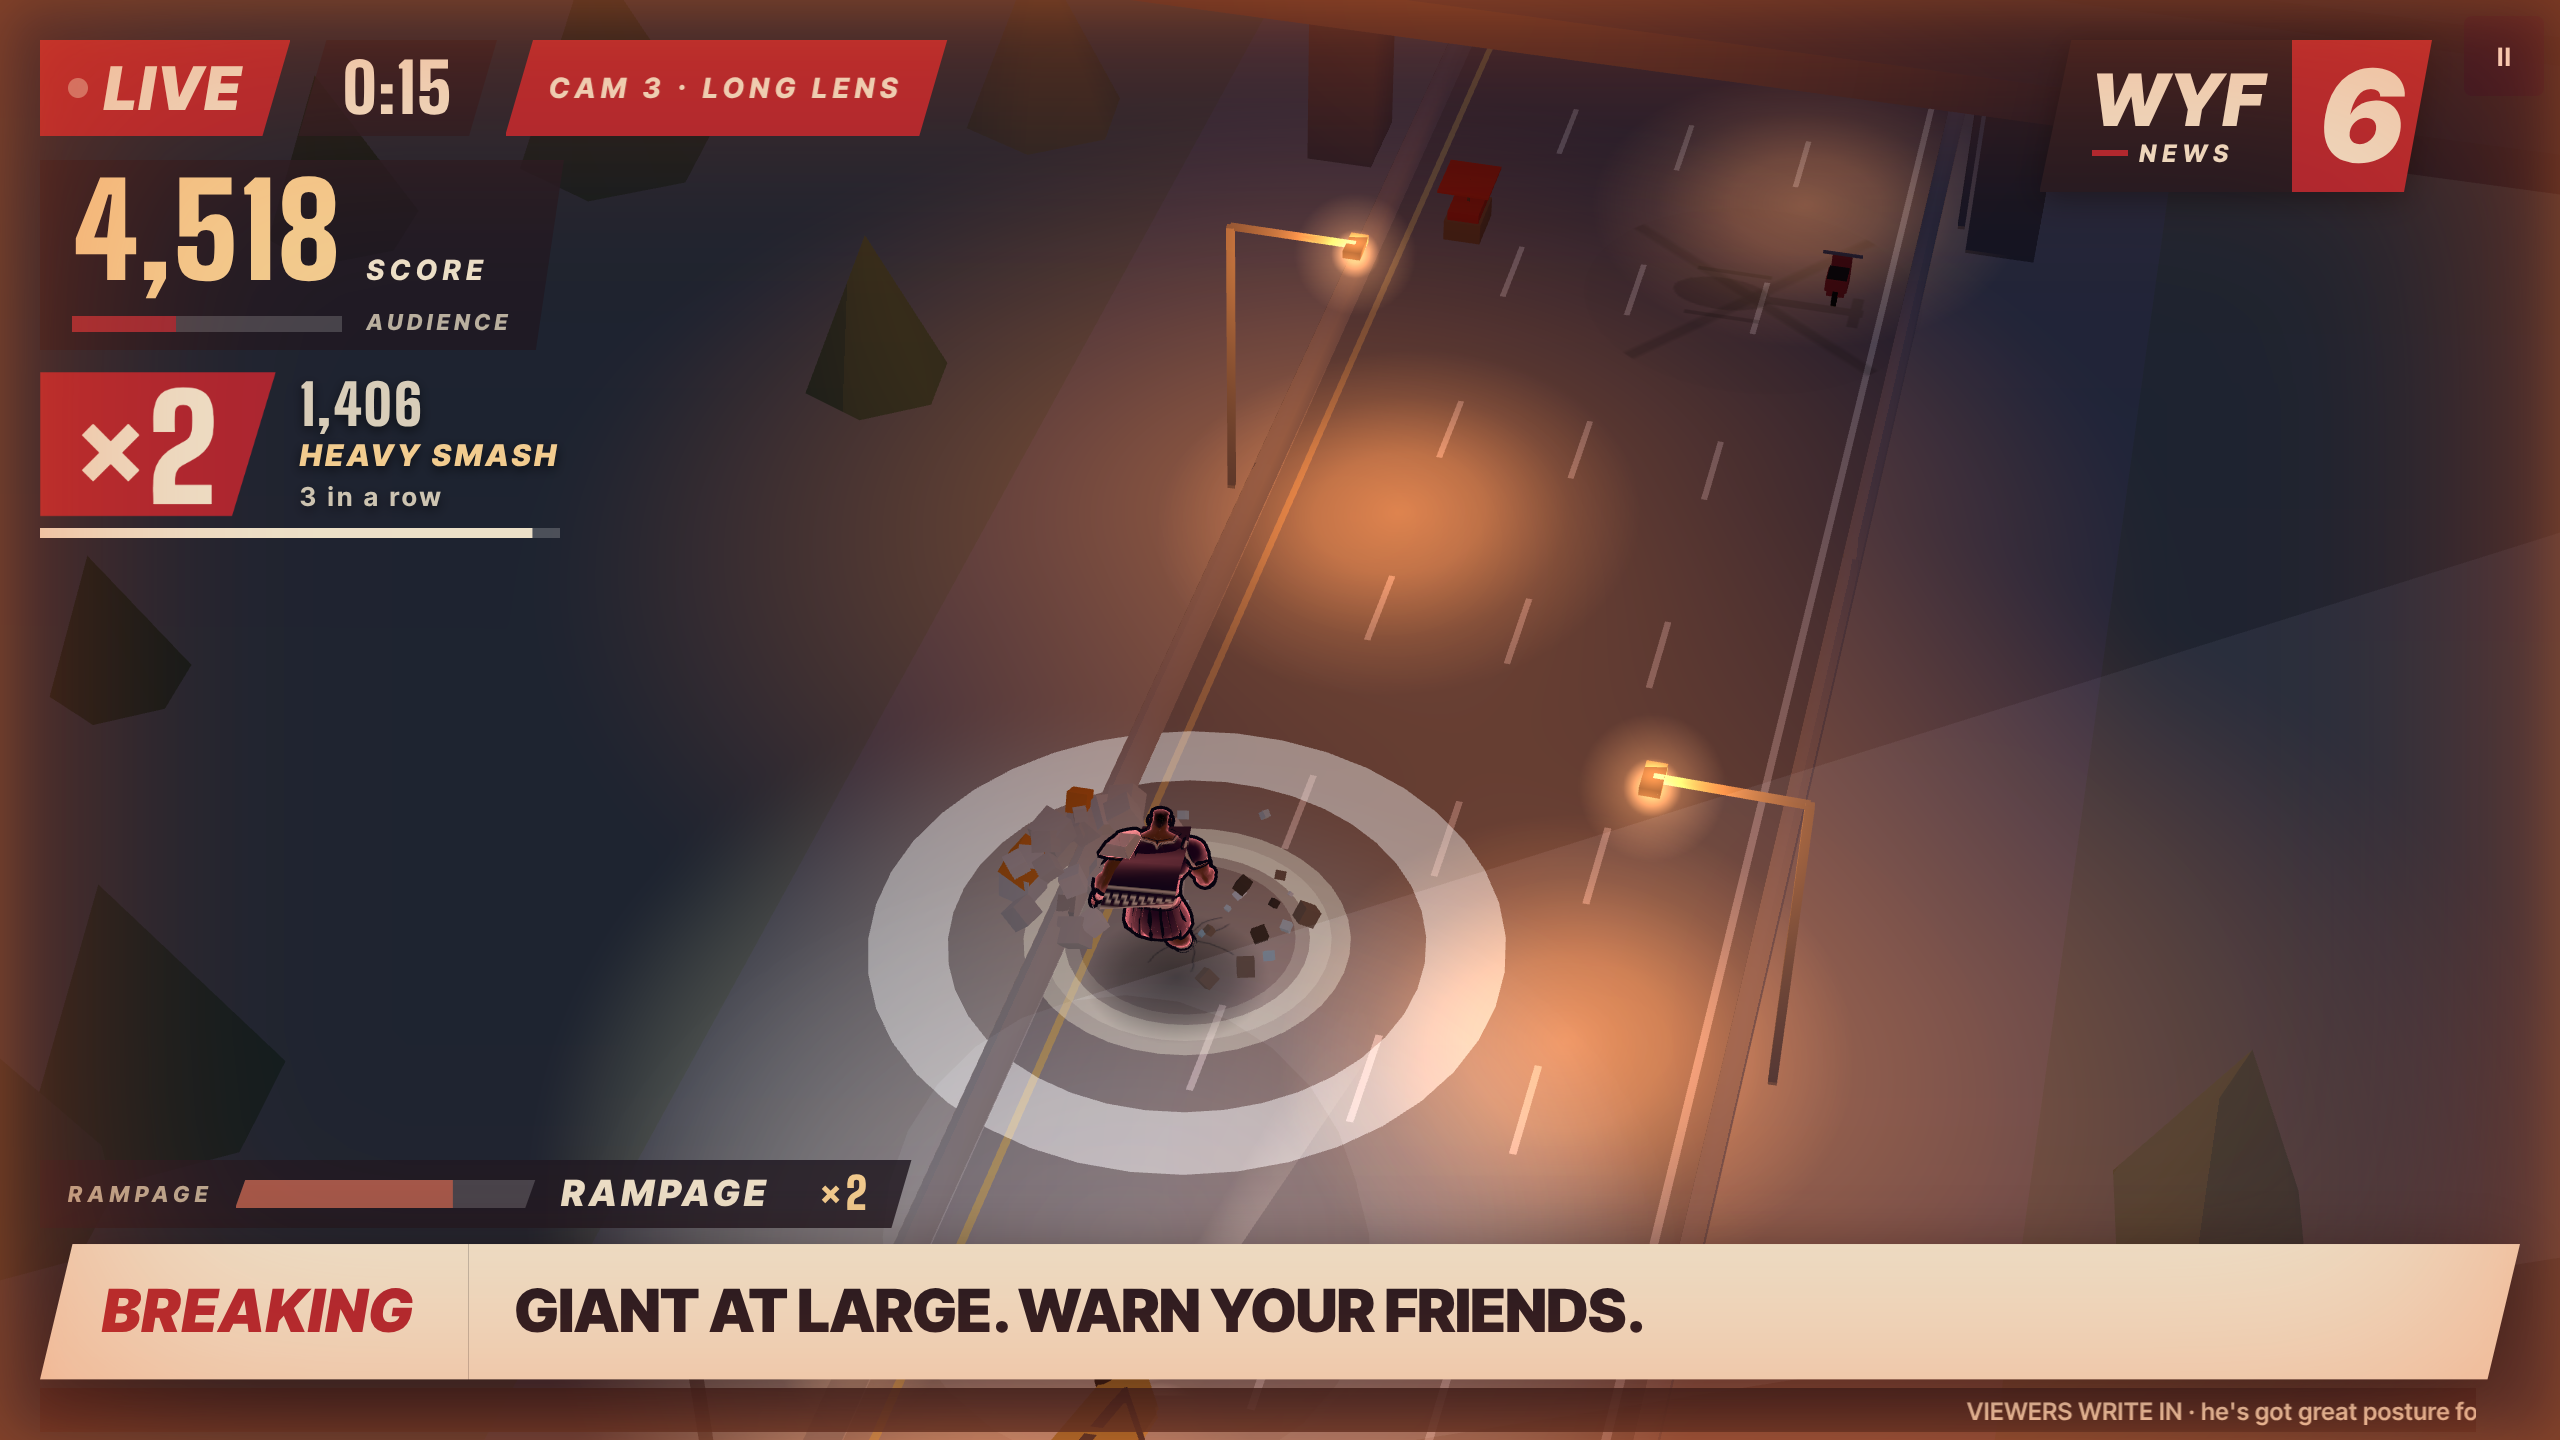 LIVE
0:15
CAM 3 · LONG LENS
WYF
NEWS
6
4,518
SCORE
AUDIENCE
×2
1,406
HEAVY SMASH
3 in a row
RAMPAGE
RAMPAGE
×2
BREAKING
GIANT AT LARGE. WARN YOUR FRIENDS.
VIEWERS WRITE IN · he's got great posture fo